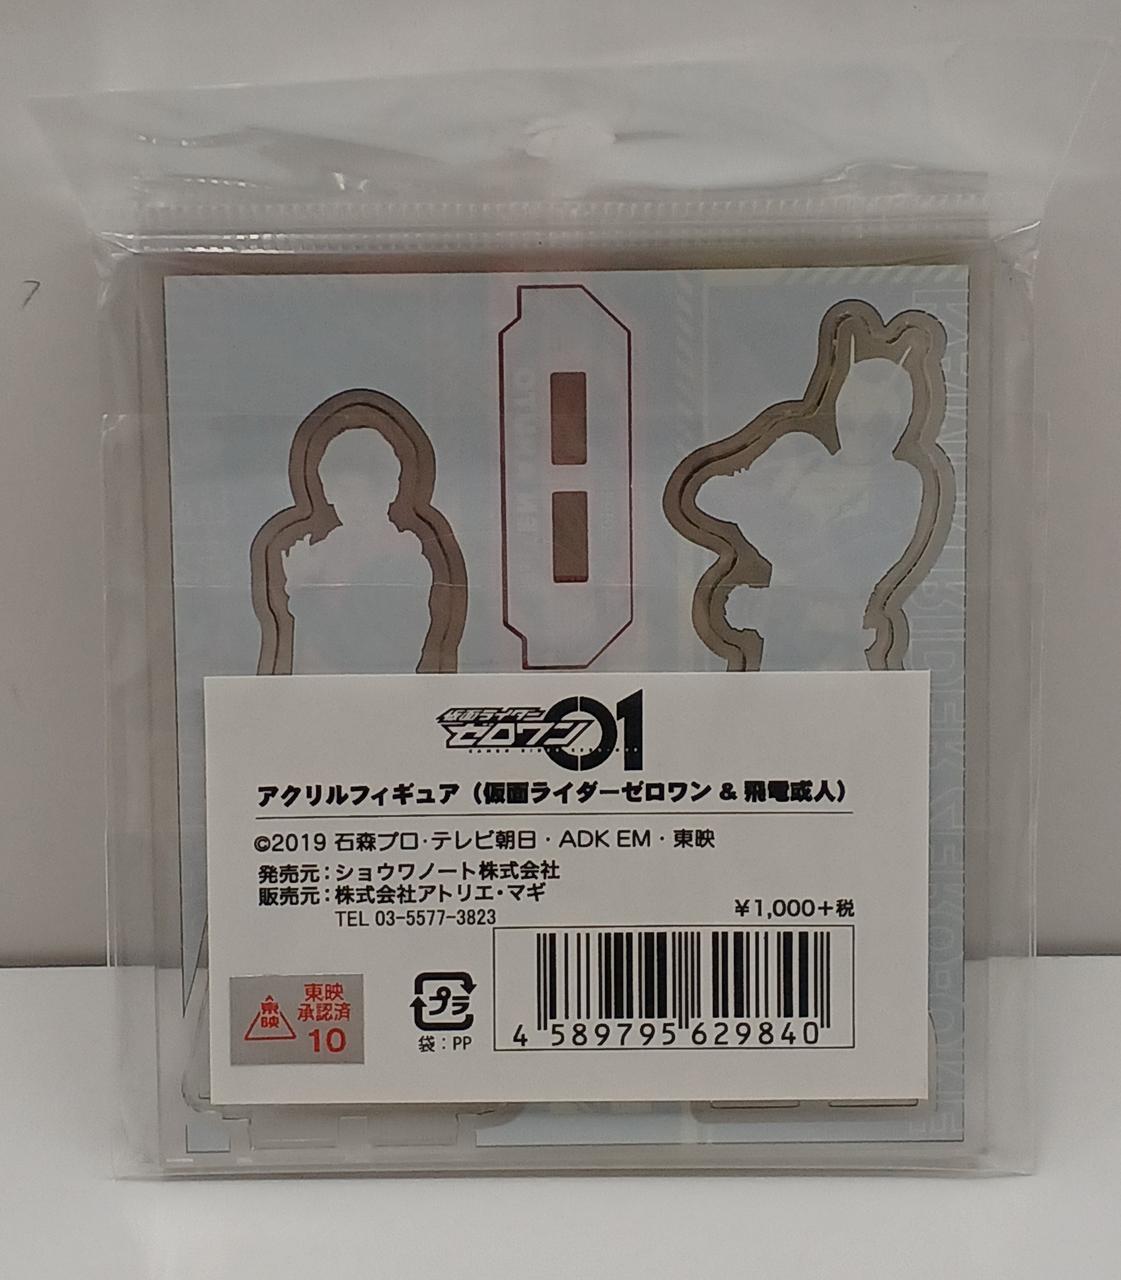 仮面ライダー
ゼロワン 01
KAMEN RIDER ZERO-ONE
アクリルフィギュア（仮面ライダーゼロワン & 飛電或人）
©2019 石森プロ・テレビ朝日・ADK EM・東映
発売元：ショウワノート株式会社
販売元：株式会社アトリエ・マギ
TEL 03-5577-3823
¥1,000+税
東映
承認済
10
東映
プラ
袋：PP
4 589795 629840